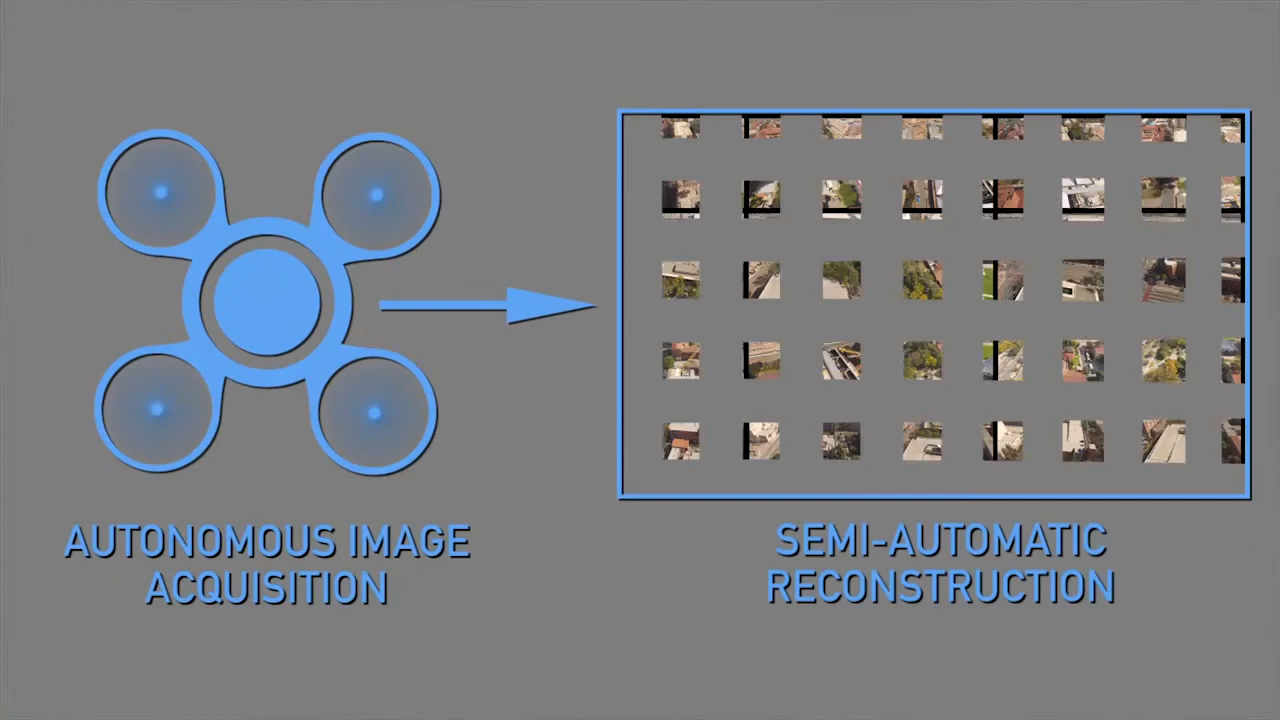 AUTONOMOUS IMAGE
ACQUISITION
SEMI-AUTOMATIC
RECONSTRUCTION